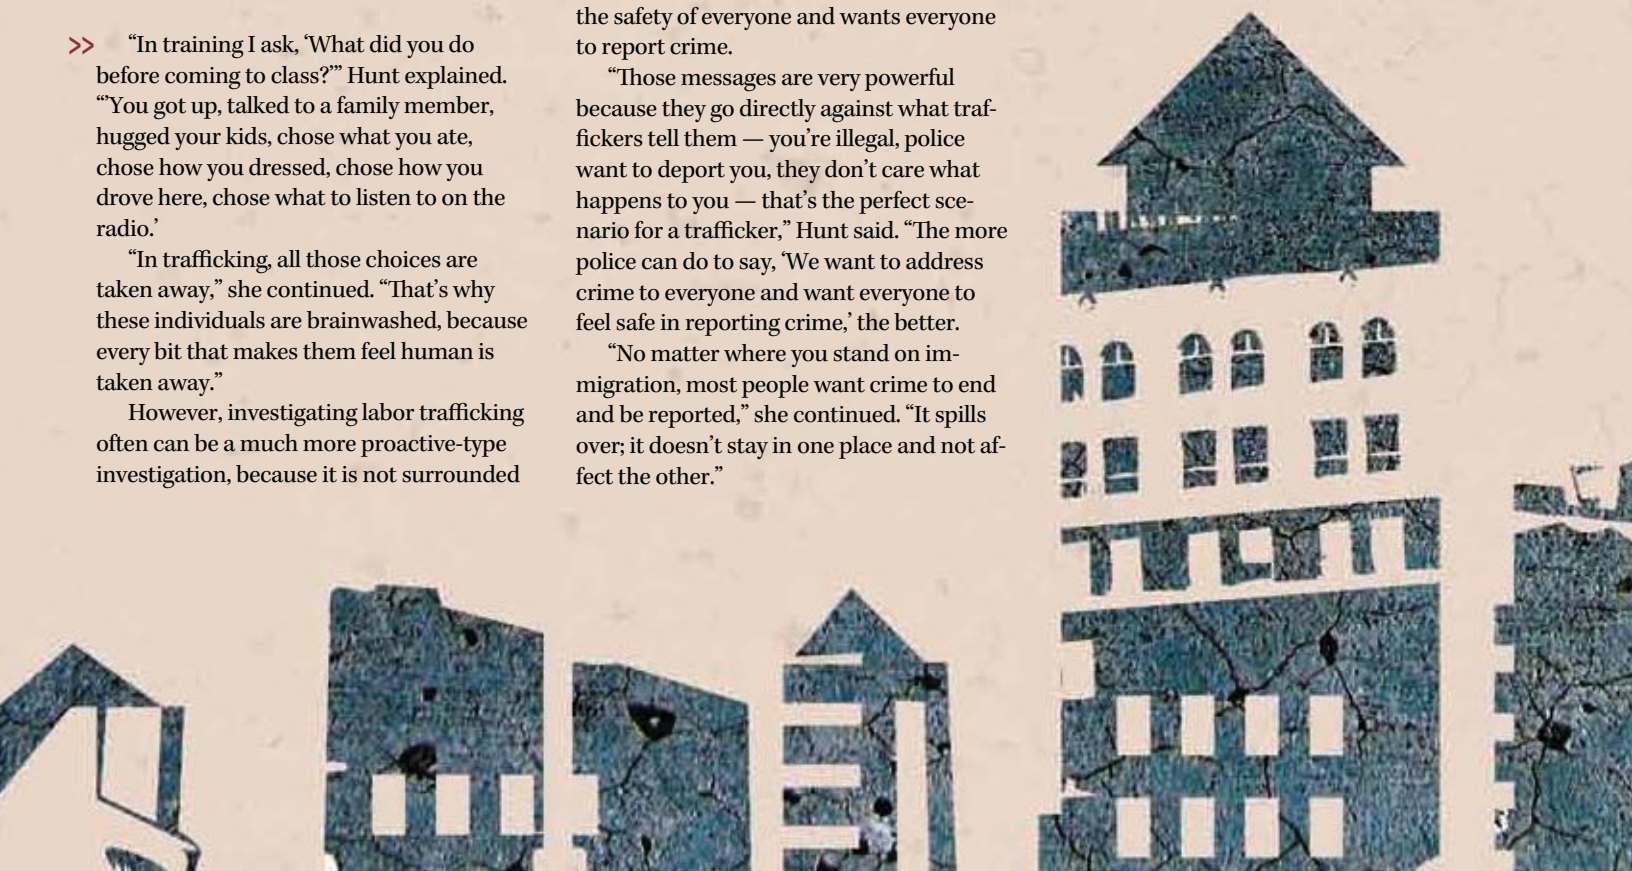 >> “In training I ask, ‘What did you do
before coming to class?’” Hunt explained.
“’You got up, talked to a family member,
hugged your kids, chose what you ate,
chose how you dressed, chose how you
drove here, chose what to listen to on the
radio.’
“In trafficking, all those choices are
taken away,” she continued. “That’s why
these individuals are brainwashed, because
every bit that makes them feel human is
taken away.”
However, investigating labor trafficking
often can be a much more proactive-type
investigation, because it is not surrounded
the safety of everyone and wants everyone
to report crime.
“Those messages are very powerful
because they go directly against what traf-
fickers tell them — you’re illegal, police
want to deport you, they don’t care what
happens to you — that’s the perfect sce-
nario for a trafficker,” Hunt said. “The more
police can do to say, ‘We want to address
crime to everyone and want everyone to
feel safe in reporting crime,’ the better.
“No matter where you stand on im-
migration, most people want crime to end
and be reported,” she continued. “It spills
over; it doesn’t stay in one place and not af-
fect the other.”